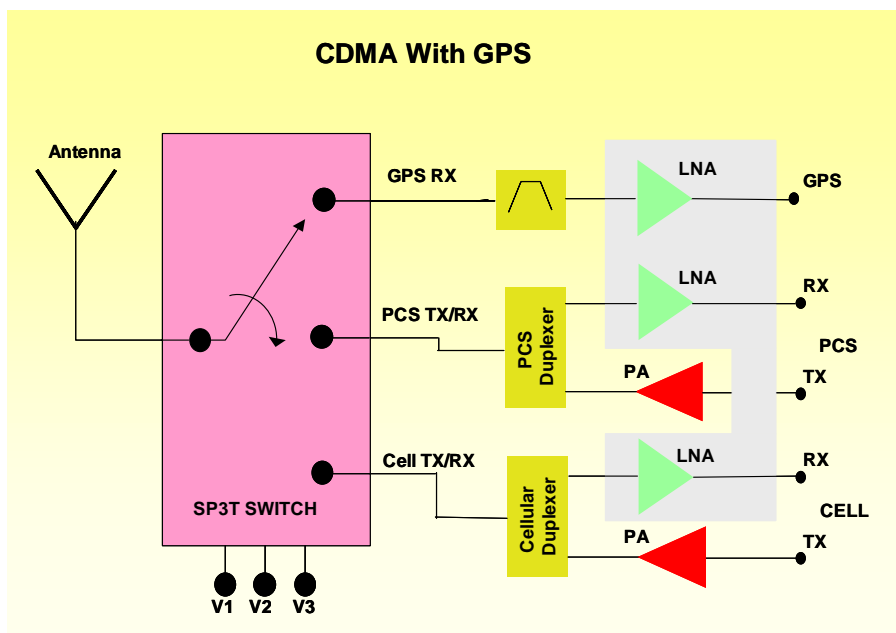 CDMA With GPS
Antenna
GPS RX
LNA
GPS
LNA
RX
PCS TX/RX
PCS
Duplexer
PCS
PA
TX
Cell TX/RX
LNA
RX
SP3T SWITCH
Cellular
Duplexer
CELL
PA
TX
V1 V2 V3